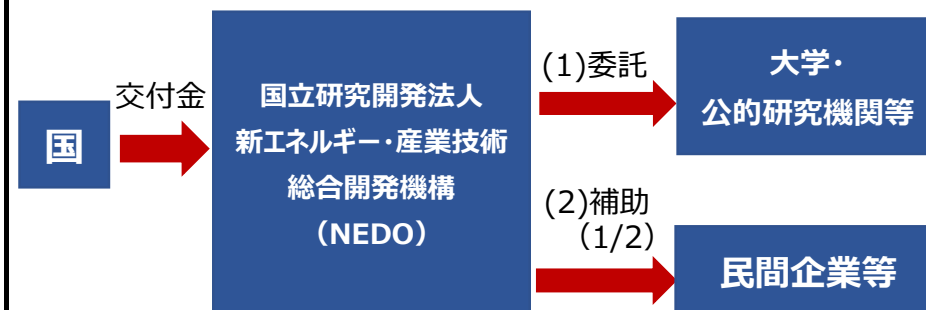 国
交付金
国立研究開発法人
新エネルギー・産業技術
総合開発機構
（NEDO）
(1)委託
大学・
公的研究機関等
(2)補助
（1/2）
民間企業等